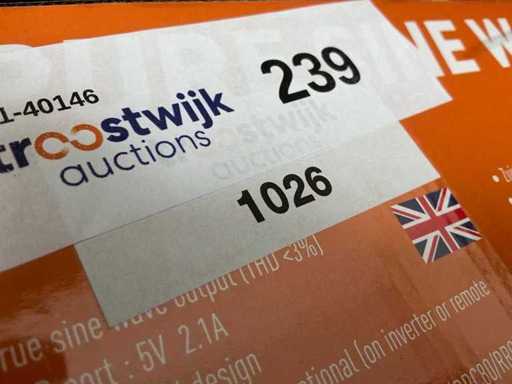 1-40146
239
troostwijk
auctions
1026
INE W
true sine wave output (THD <3%)
port : 5V 2.1A
design
(on inverter or remote